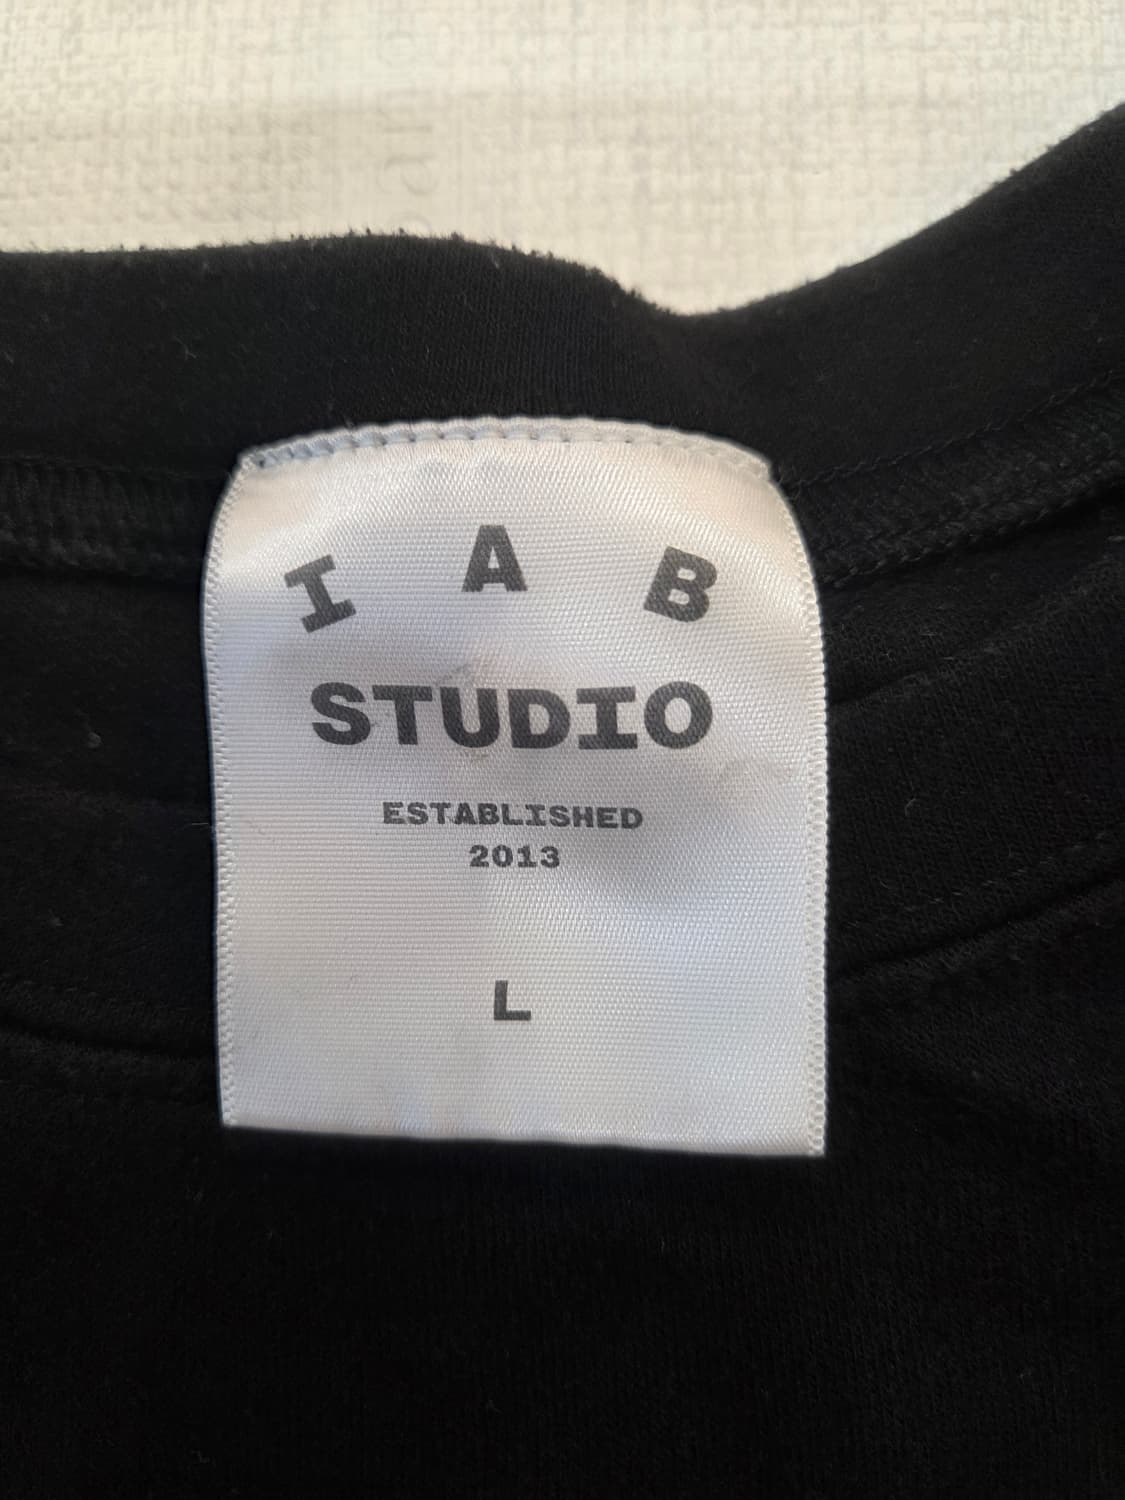 I A B
STUDIO
ESTABLISHED
2013
L